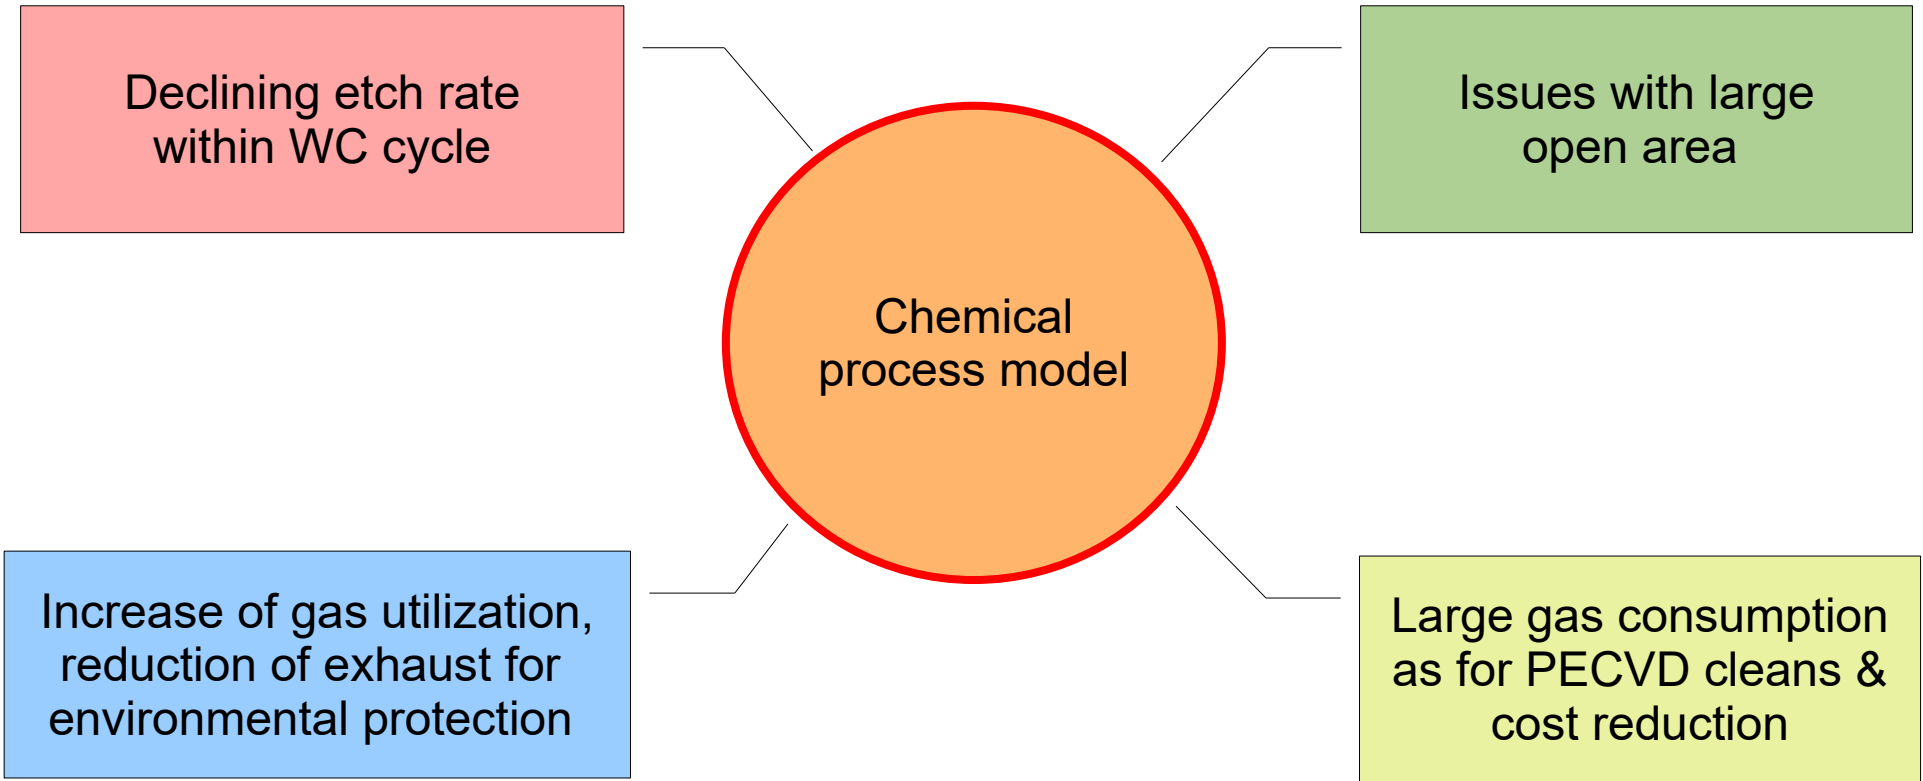 Declining etch rate
within WC cycle
Issues with large
open area
Chemical
process model
Increase of gas utilization,
reduction of exhaust for
environmental protection
Large gas consumption
as for PECVD cleans &
cost reduction